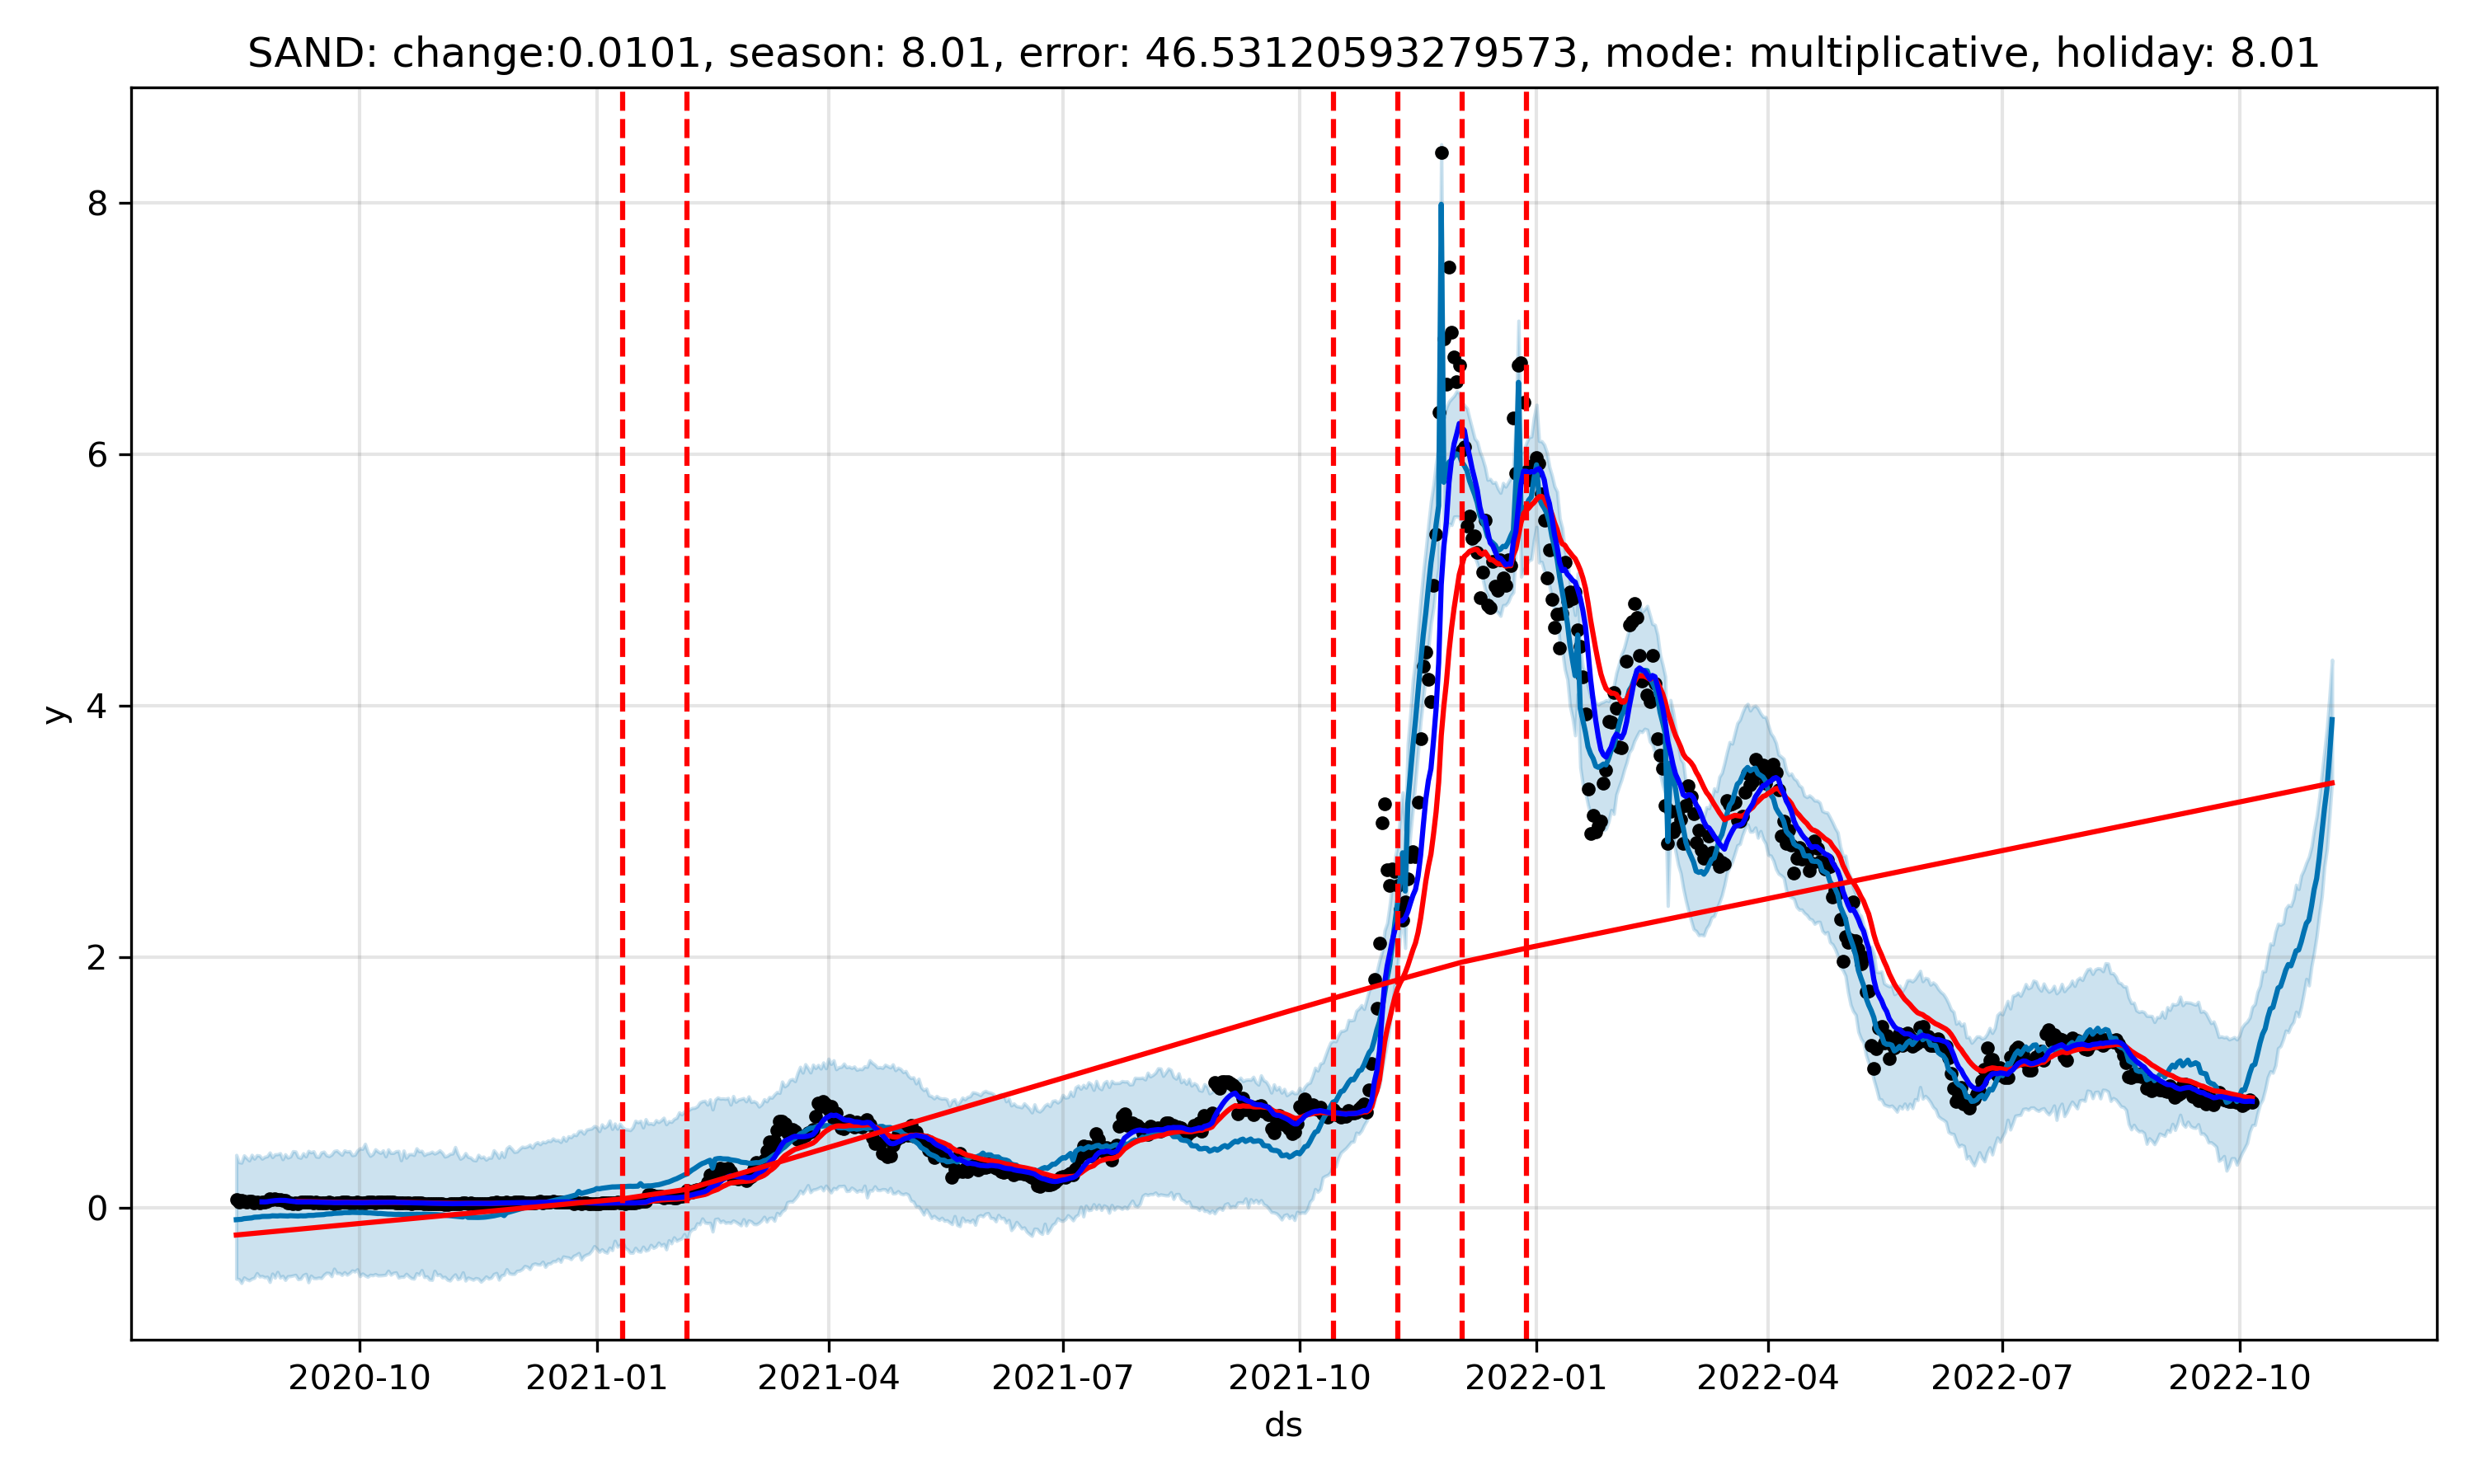 SAND: change:0.0101, season: 8.01, error: 46.53120593279573, mode: multiplicative, holiday: 8.01
8
6
4
2
0
y
2020-10 2021-01 2021-04 2021-07 2021-10 2022-01 2022-04 2022-07 2022-10
ds